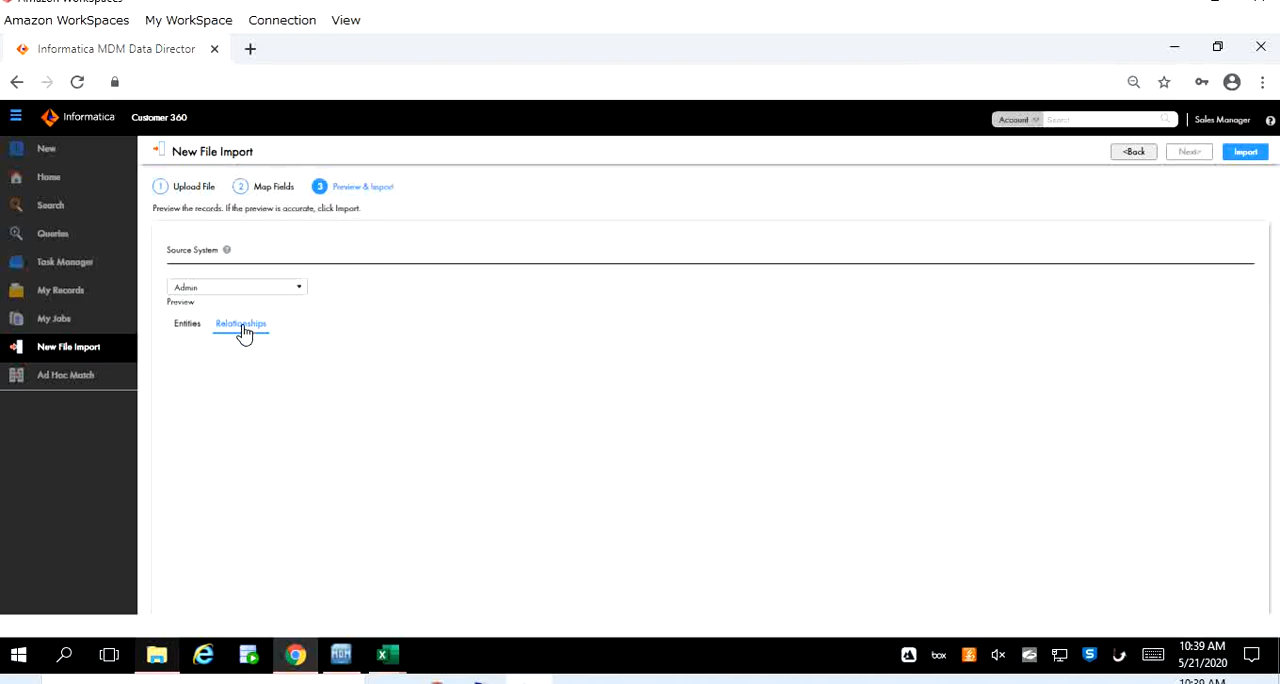 Amazon WorkSpaces
Amazon WorkSpaces My WorkSpace Connection View
Informatica MDM Data Director
Informatica Customer 360
Account Search Sales Manager
New
Home
Search
Queries
Task Manager
My Records
My Jobs
New File Import
Ad Hoc Match
New File Import
<Back Next> Import
1 Upload File 2 Map Fields 3 Preview & Import
Preview the records. If the preview is accurate, click Import.
Source System
Admin
Preview
Entities Relationships
MDM
box
10:39 AM
5/21/2020
10:39 AM